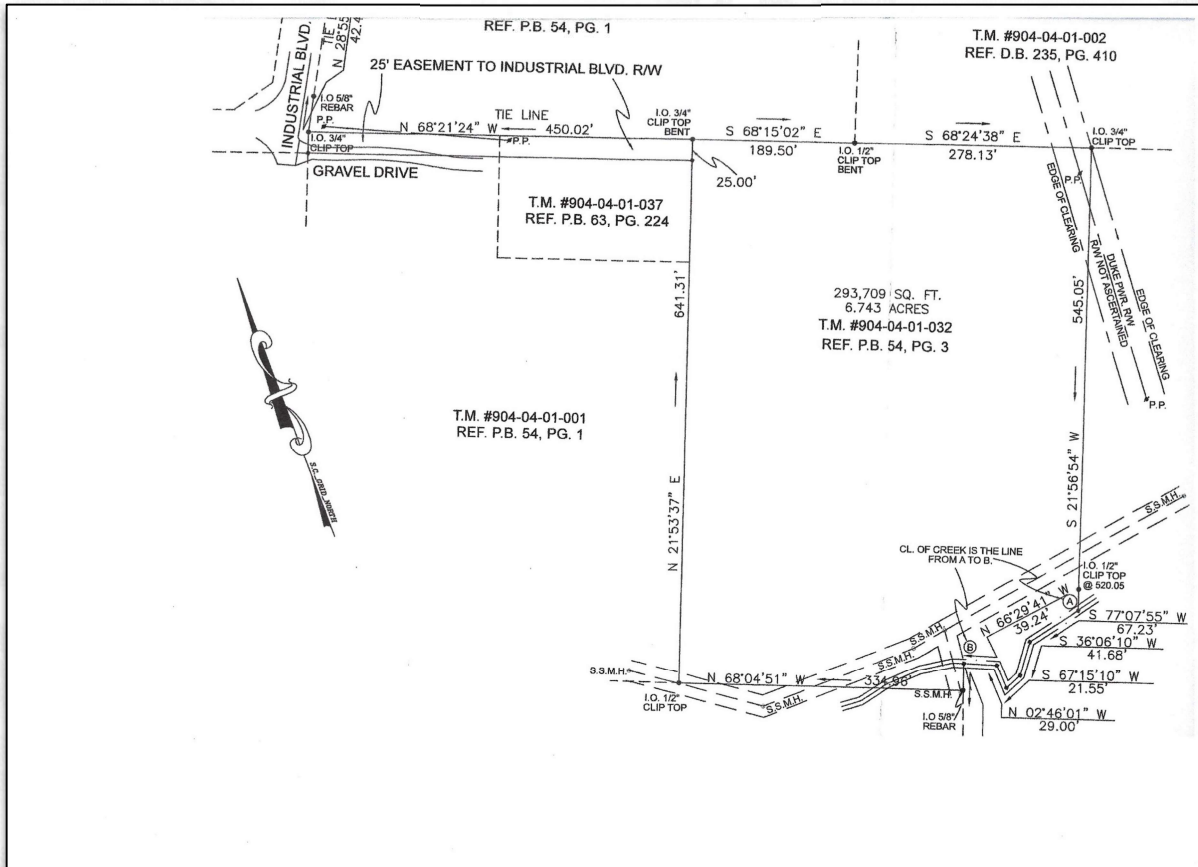 REF. P.B. 54, PG. 1
T.M. #904-04-01-002
REF. D.B. 235, PG. 410
INDUSTRIAL BLVD.
25' EASEMENT TO INDUSTRIAL BLVD. R/W
I.O 5/8"
REBAR
P.P.
I.O. 3/4"
CLIP TOP
TIE LINE
N 68°21'24" W 450.02'
P.P.
I.O. 3/4"
CLIP TOP
BENT
S 68°15'02" E
189.50'
I.O. 1/2"
CLIP TOP
BENT
S 68°24'38" E
278.13'
I.O. 3/4"
CLIP TOP
GRAVEL DRIVE
25.00'
T.M. #904-04-01-037
REF. P.B. 63, PG. 224
P.P.
EDGE OF CLEARING
DUKE PWR. R/W
R/W NOT ASCERTAINED
EDGE OF CLEARING
P.P.
641.31'
N 21°53'37" E
293,709 SQ. FT.
6.743 ACRES
T.M. #904-04-01-032
REF. P.B. 54, PG. 3
545.05'
S 21°56'54" W
T.M. #904-04-01-001
REF. P.B. 54, PG. 1
S.C. GRID NORTH
S.S.M.H.
CL. OF CREEK IS THE LINE
FROM A TO B.
I.O. 1/2"
CLIP TOP
@ 520.05
A
N 66°29'41" W
39.24'
S 77°07'55" W
67.23'
S 36°06'10" W
41.68'
S 67°15'10" W
21.55'
N 02°46'01" W
29.00'
B
S.S.M.H.
S.S.M.H.
S.S.M.H.
N 68°04'51" W 334.98'
S.S.M.H.
S.S.M.H.
I.O. 1/2"
CLIP TOP
I.O 5/8"
REBAR